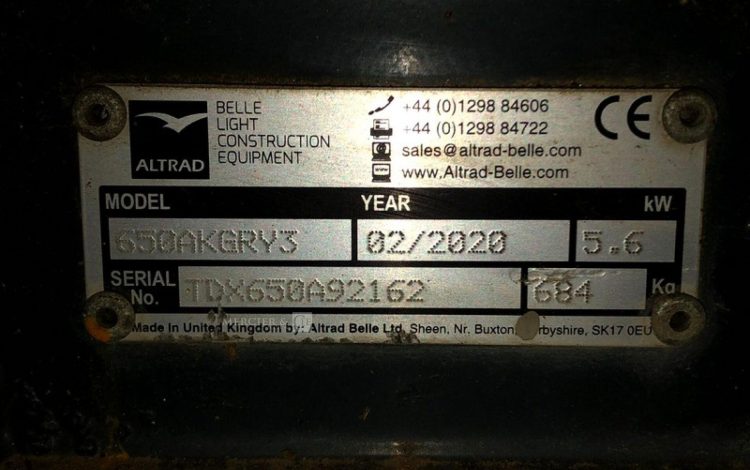 ALTRAD
BELLE
LIGHT
CONSTRUCTION
EQUIPMENT
+44 (0)1298 84606
+44 (0)1298 84722
sales@altrad-belle.com
www.Altrad-Belle.com
CE
MODEL YEAR kW
650AKGRY3 02/2020 5.6
SERIAL No. TDX650A92162 684 Kg
Made In United Kingdom by: Altrad Belle Ltd, Sheen, Nr. Buxton, rbyshire, SK17 0EU